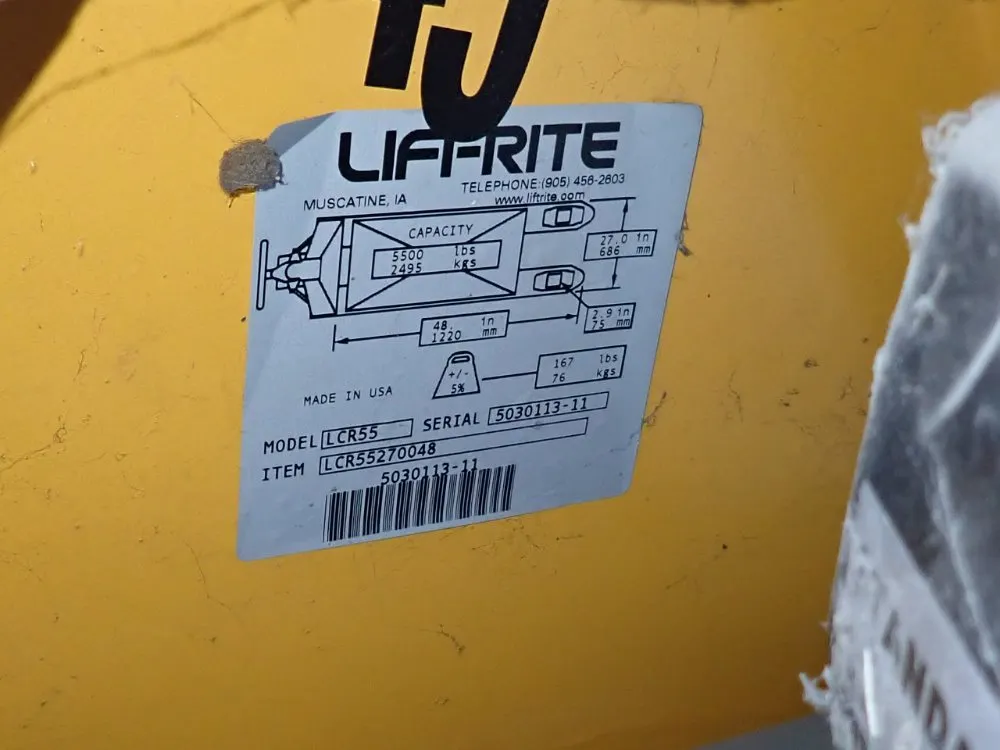 LIFT-RITE
TELEPHONE:(905) 456-2603
MUSCATINE, IA
www.liftrite.com
CAPACITY
5500 lbs
2495 kgs
27.0 in
686 mm
2.9 in
75 mm
48. in
1220 mm
+/-
5%
167 lbs
76 kgs
MADE IN USA
MODEL LCR55 SERIAL 5030113-11
ITEM LCR55270048
5030113-11